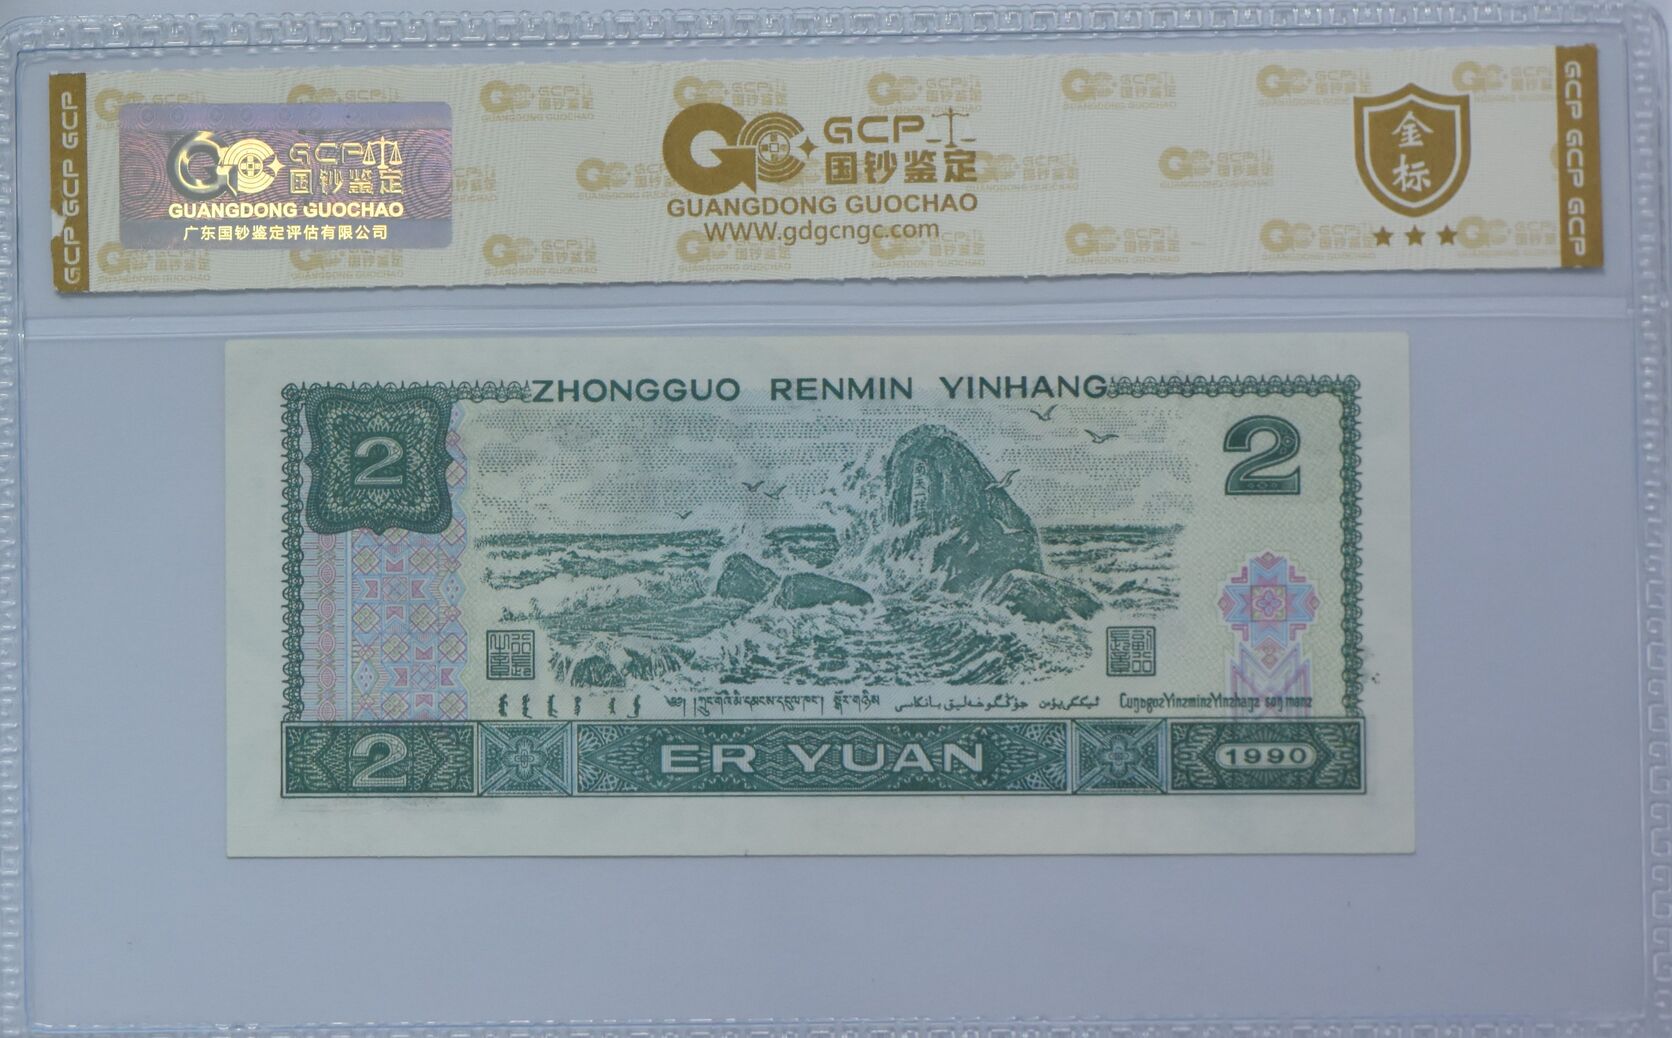 GCP GCP GCP
GCP
国钞鉴定
GUANGDONG GUOCHAO
广东国钞鉴定评估有限公司
GCP
国钞鉴定
GUANGDONG GUOCHAO
WWW.gdgcngc.com
金标
GCP GCP GCP
ZHONGGUO RENMIN YINHANG
2
2
CuŋƨgozYinzminzYinzhaŋz
2
ER YUAN
1990